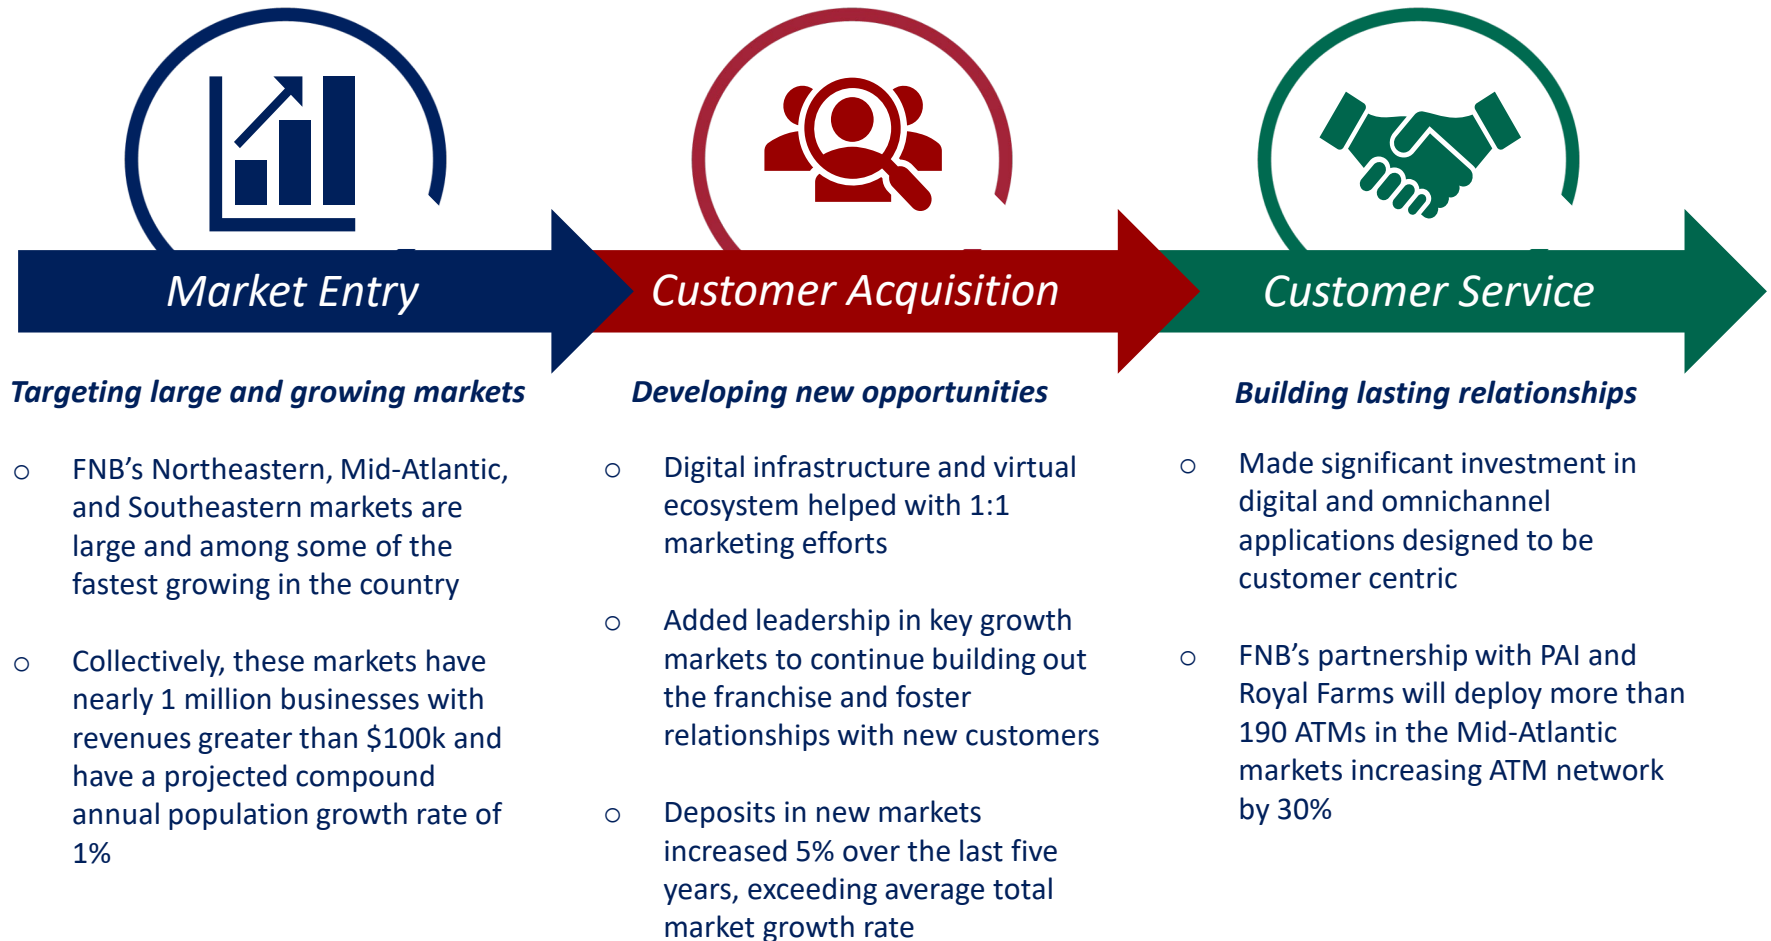 Market Entry
Customer Acquisition
Customer Service
Targeting large and growing markets
o FNB’s Northeastern, Mid-Atlantic,
and Southeastern markets are
large and among some of the
fastest growing in the country
o Collectively, these markets have
nearly 1 million businesses with
revenues greater than $100k and
have a projected compound
annual population growth rate of
1%
Developing new opportunities
o Digital infrastructure and virtual
ecosystem helped with 1:1
marketing efforts
o Added leadership in key growth
markets to continue building out
the franchise and foster
relationships with new customers
o Deposits in new markets
increased 5% over the last five
years, exceeding average total
market growth rate
Building lasting relationships
o Made significant investment in
digital and omnichannel
applications designed to be
customer centric
o FNB’s partnership with PAI and
Royal Farms will deploy more than
190 ATMs in the Mid-Atlantic
markets increasing ATM network
by 30%